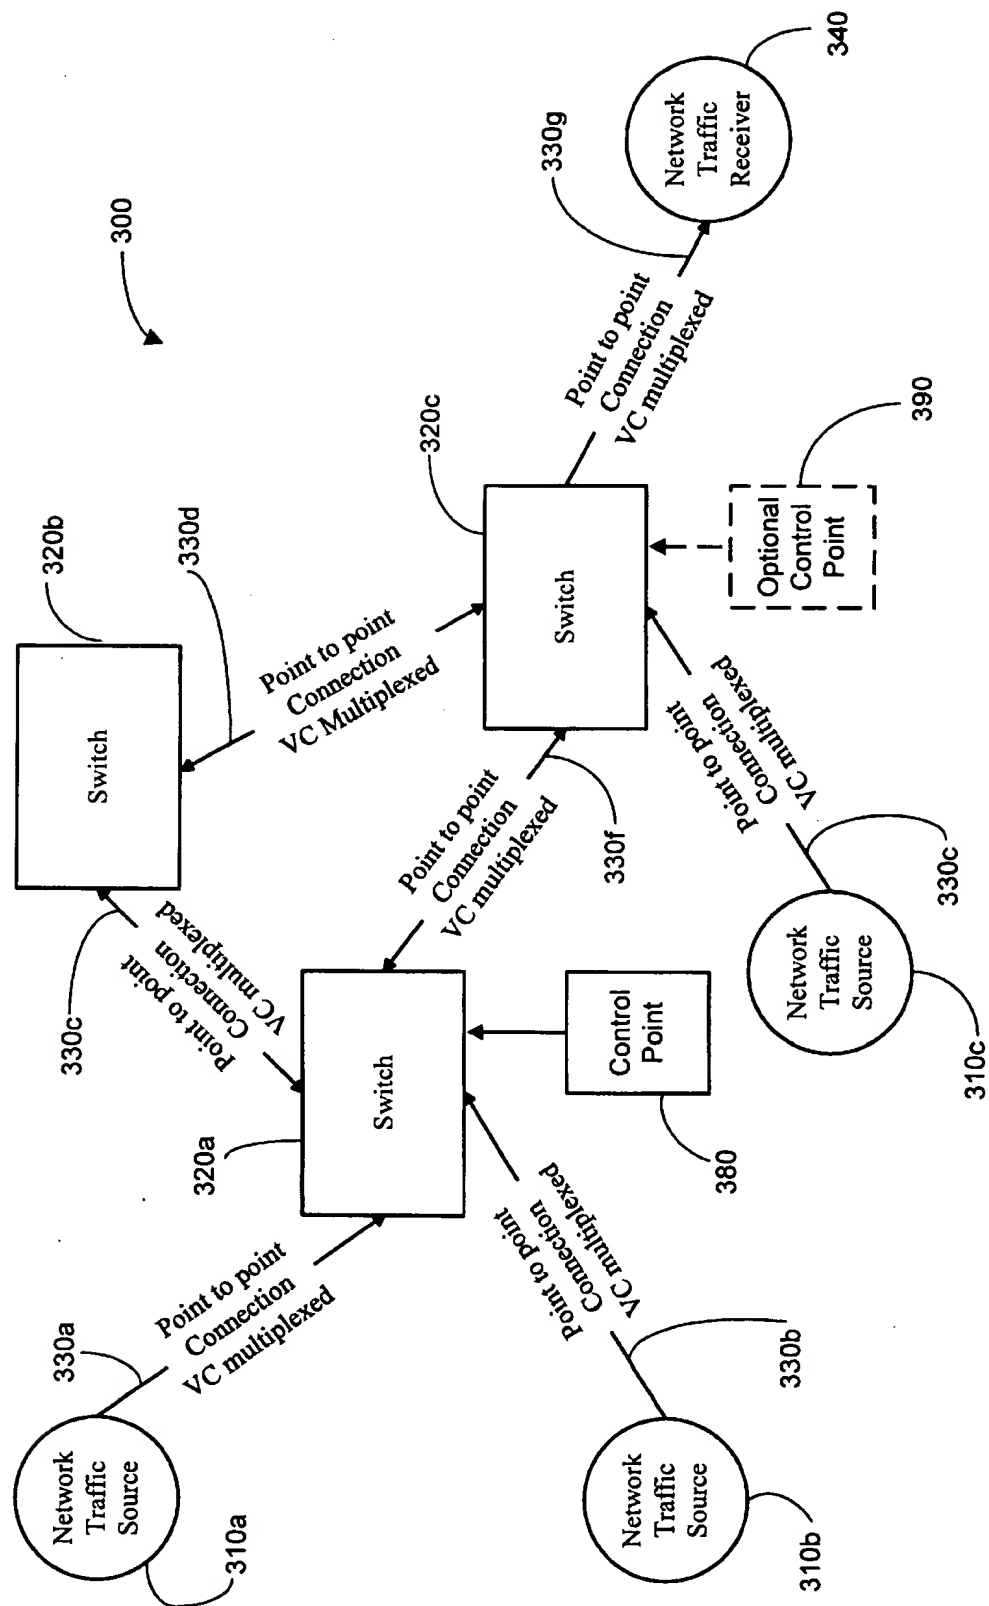 300
Network
Traffic
Source
310a
330a
Point to point
Connection
VC multiplexed
Switch
320a
330c
Point to point
Connection
VC multiplexed
Switch
320b
330d
Point to point
Connection
VC Multiplexed
Point to point
Connection
VC multiplexed
330f
Switch
320c
Point to point
Connection
VC multiplexed
330g
Network
Traffic
Receiver
340
Network
Traffic
Source
310b
330b
Point to point
Connection
VC multiplexed
Control
Point
380
Network
Traffic
Source
310c
330c
Point to point
Connection
VC multiplexed
Optional
Control
Point
390